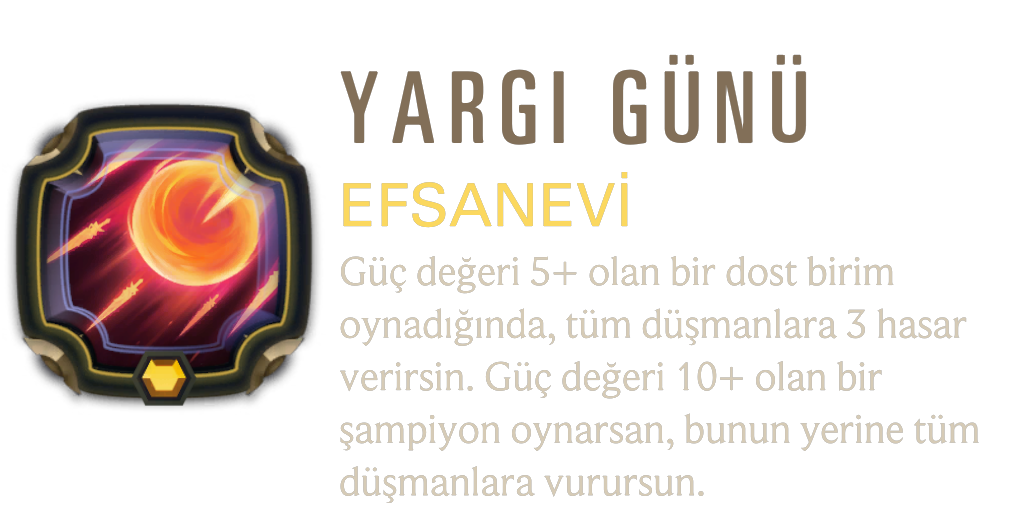 YARGI GÜNÜ
EFSANEVİ
Güç değeri 5+ olan bir dost birim
oynadığında, tüm düşmanlara 3 hasar
verirsin. Güç değeri 10+ olan bir
şampiyon oynarsan, bunun yerine tüm
düşmanlara vurursun.